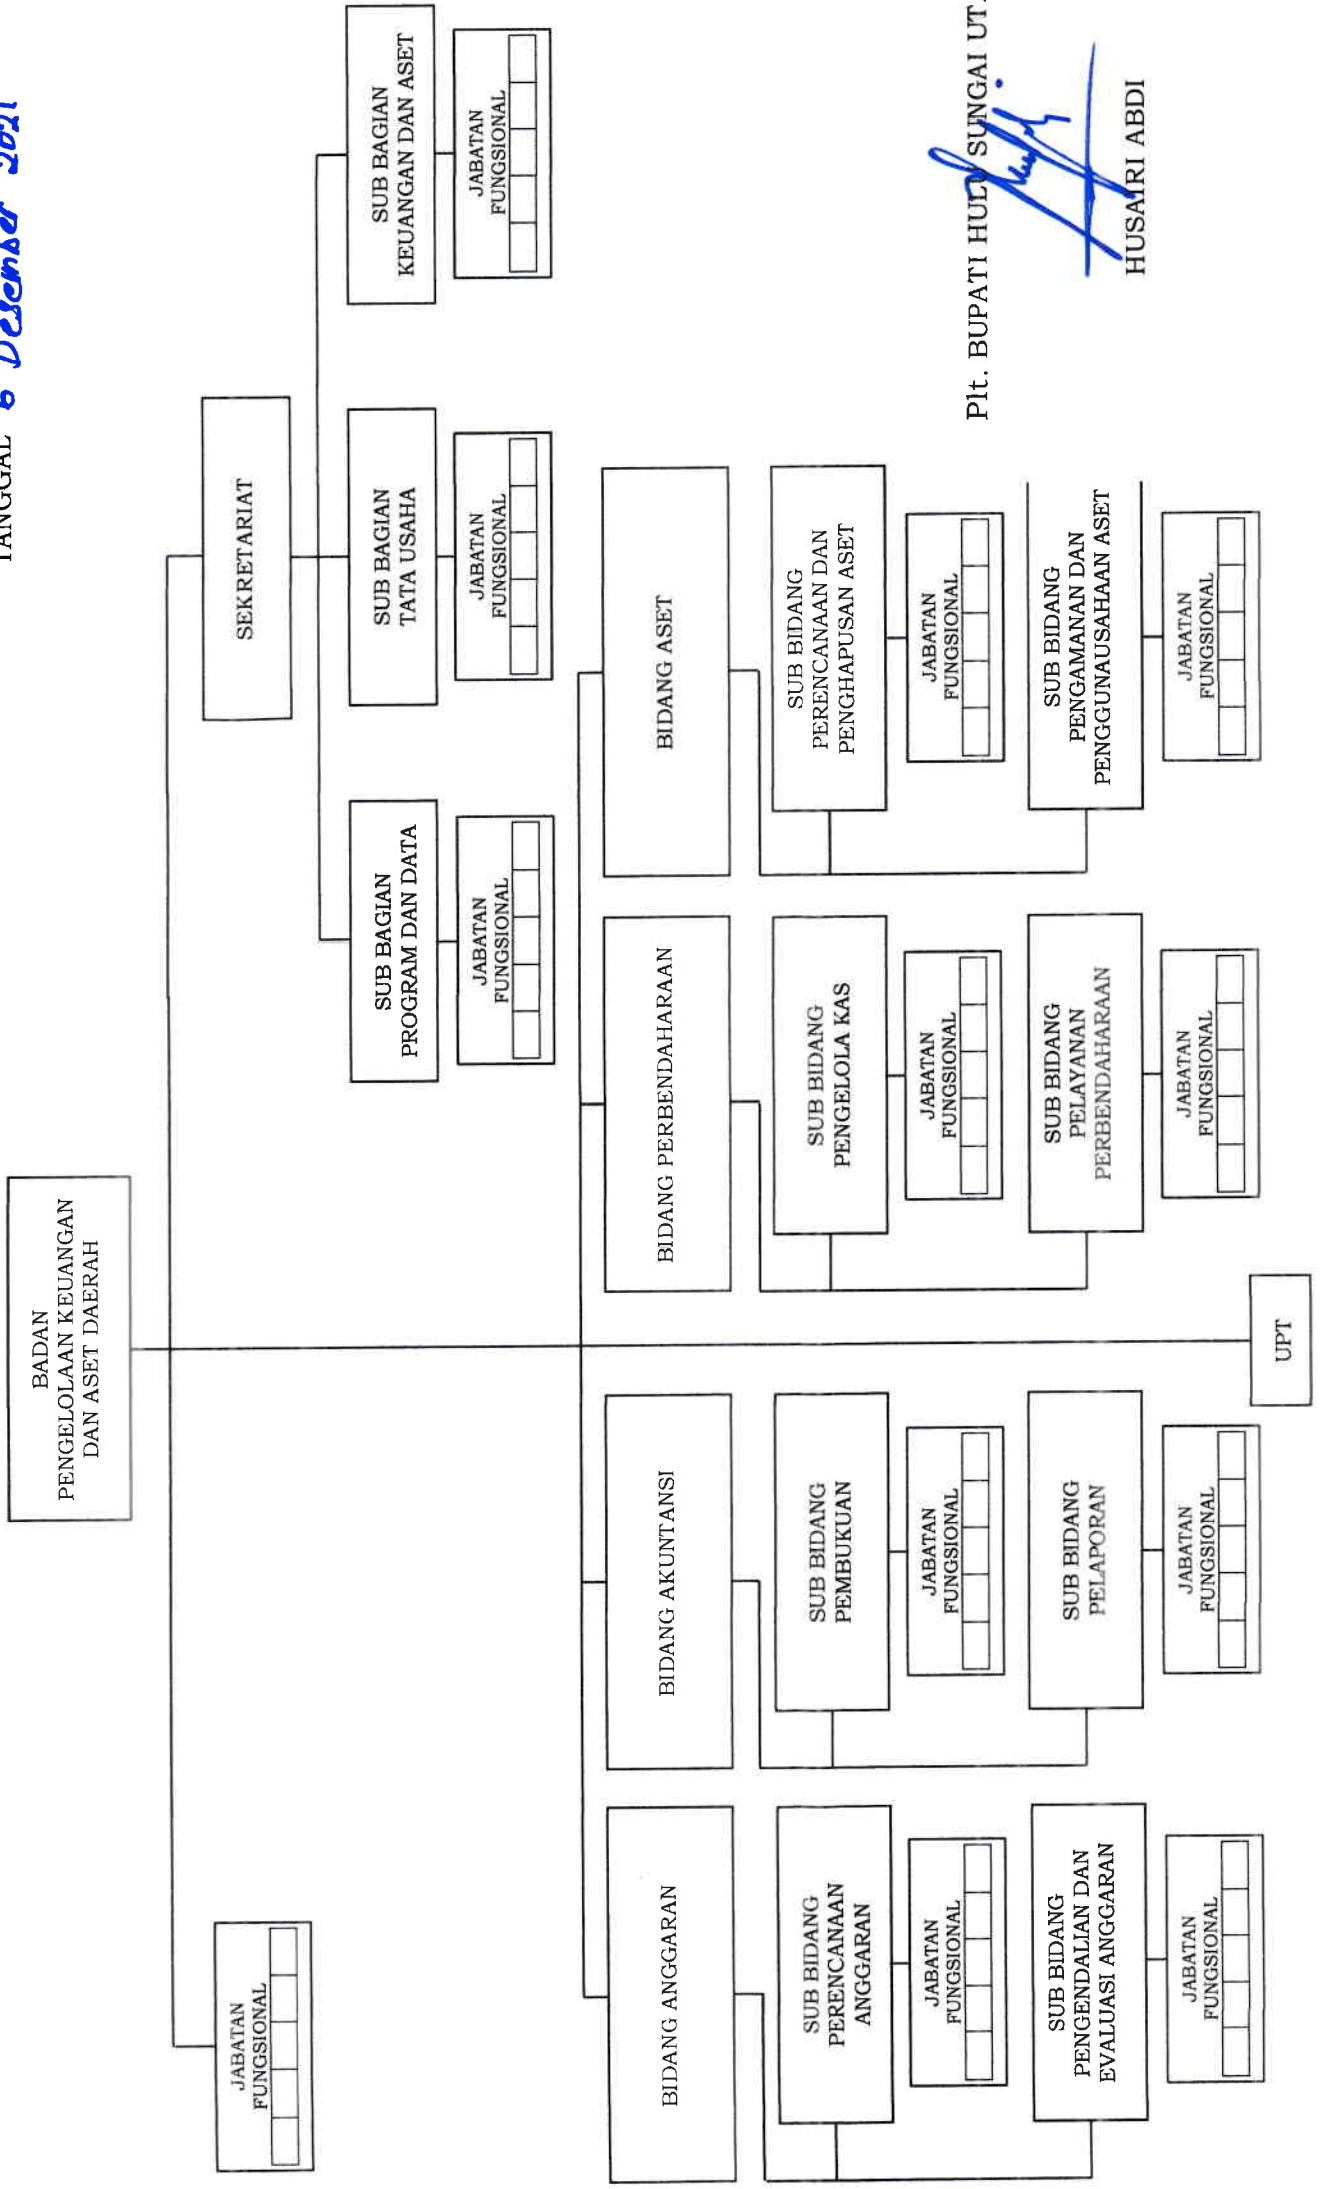 TANGGAL 6 Desember 2021
BADAN
PENGELOLAAN KEUANGAN
DAN ASET DAERAH
JABATAN
FUNGSIONAL
SEKRETARIAT
SUB BAGIAN
PROGRAM DAN DATA
JABATAN
FUNGSIONAL
SUB BAGIAN
TATA USAHA
JABATAN
FUNGSIONAL
SUB BAGIAN
KEUANGAN DAN ASET
JABATAN
FUNGSIONAL
BIDANG ANGGARAN
SUB BIDANG
PERENCANAAN
ANGGARAN
JABATAN
FUNGSIONAL
SUB BIDANG
PENGENDALIAN DAN
EVALUASI ANGGARAN
JABATAN
FUNGSIONAL
BIDANG AKUNTANSI
SUB BIDANG
PEMBUKUAN
JABATAN
FUNGSIONAL
SUB BIDANG
PELAPORAN
JABATAN
FUNGSIONAL
BIDANG PERBENDAHARAAN
SUB BIDANG
PENGELOLA KAS
JABATAN
FUNGSIONAL
SUB BIDANG
PELAYANAN
PERBENDAHARAAN
JABATAN
FUNGSIONAL
BIDANG ASET
SUB BIDANG
PERENCANAAN DAN
PENGHAPUSAN ASET
JABATAN
FUNGSIONAL
SUB BIDANG
PENGAMANAN DAN
PENGGUNAUSAHAAN ASET
JABATAN
FUNGSIONAL
UPT
Plt. BUPATI HULU SUNGAI UT
HUSAIRI ABDI